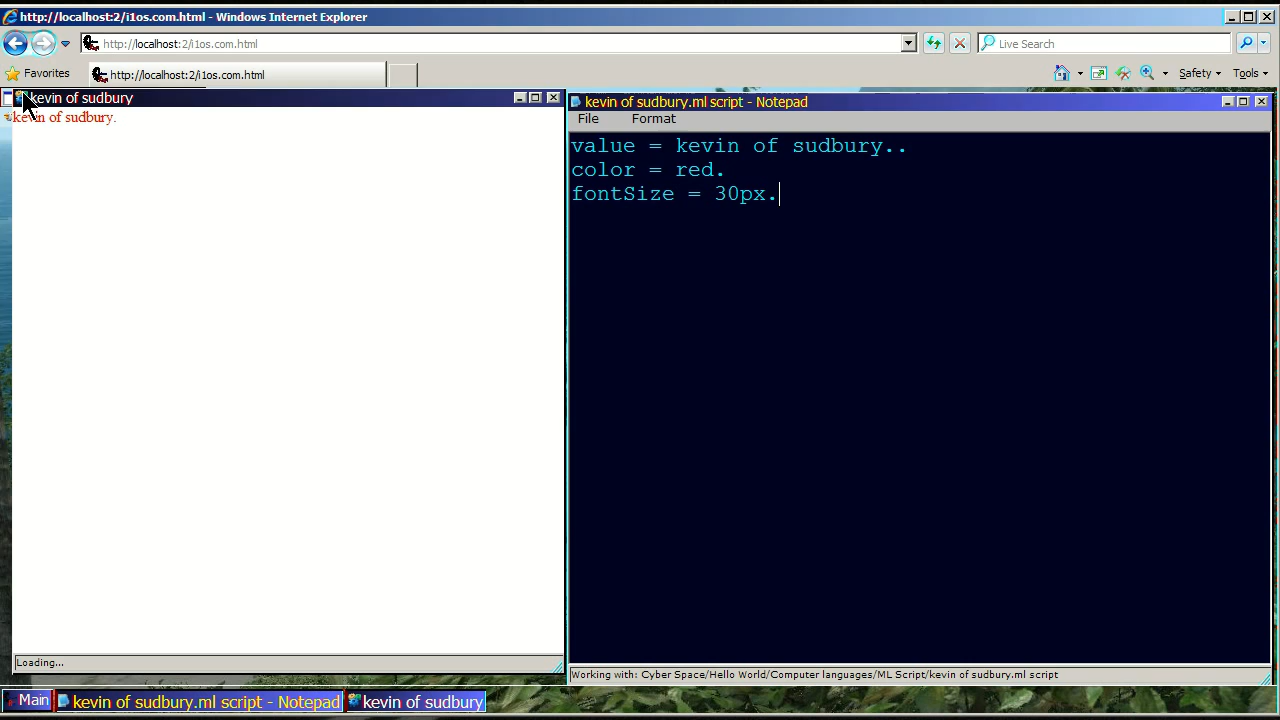 http://localhost:2/i1os.com.html - Windows Internet Explorer
http://localhost:2/i1os.com.html
Live Search
Favorites
http://localhost:2/i1os.com.html
Safety
Tools
kevin of sudbury
kevin of sudbury.
Loading...
kevin of sudbury.ml script - Notepad
File Format
value = kevin of sudbury..
color = red.
fontSize = 30px.
Working with: Cyber Space/Hello World/Computer languages/ML Script/kevin of sudbury.ml script
Main
kevin of sudbury.ml script - Notepad
kevin of sudbury